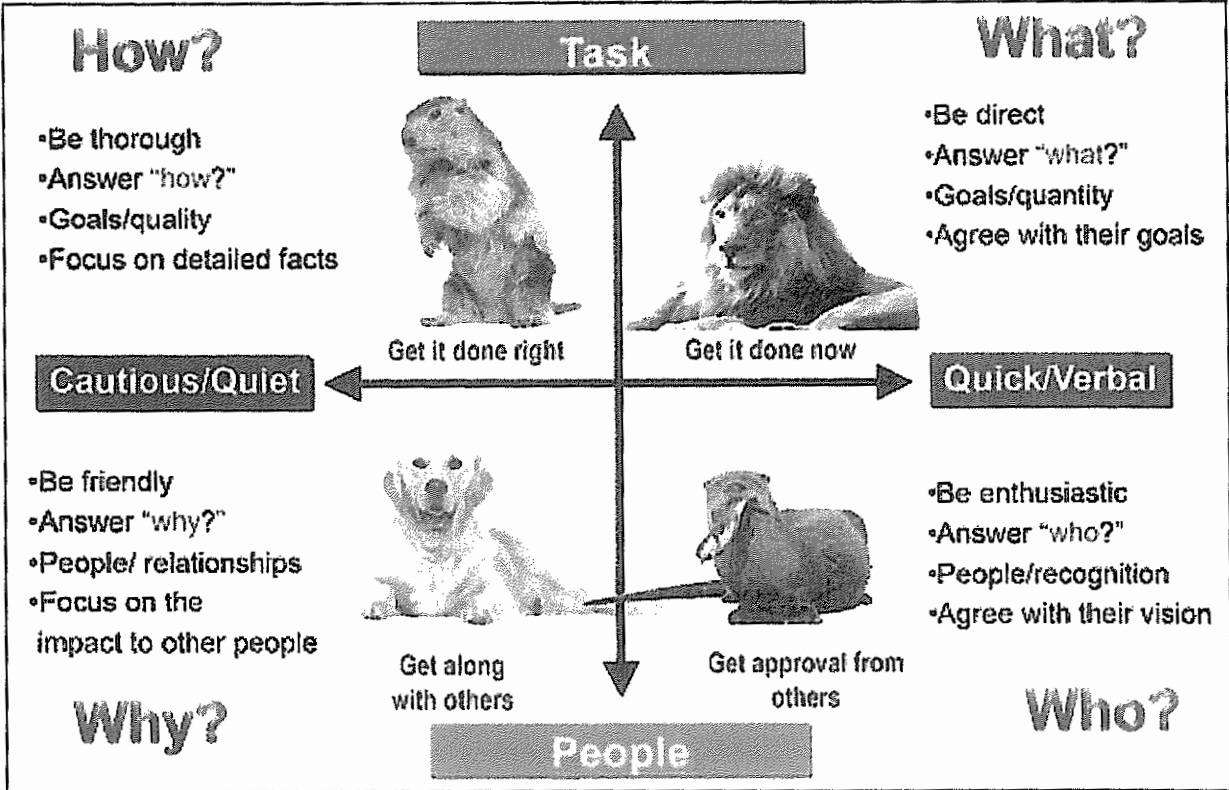 How?
Task
What?
•Be thorough
•Answer "how?"
•Goals/quality
•Focus on detailed facts
•Be direct
•Answer "what?"
•Goals/quantity
•Agree with their goals
Get it done right
Get it done now
Cautious/Quiet
Quick/Verbal
•Be friendly
•Answer "why?"
•People/ relationships
•Focus on the
impact to other people
•Be enthusiastic
•Answer "who?"
•People/recognition
•Agree with their vision
Get along
with others
Get approval from
others
Why?
People
Who?